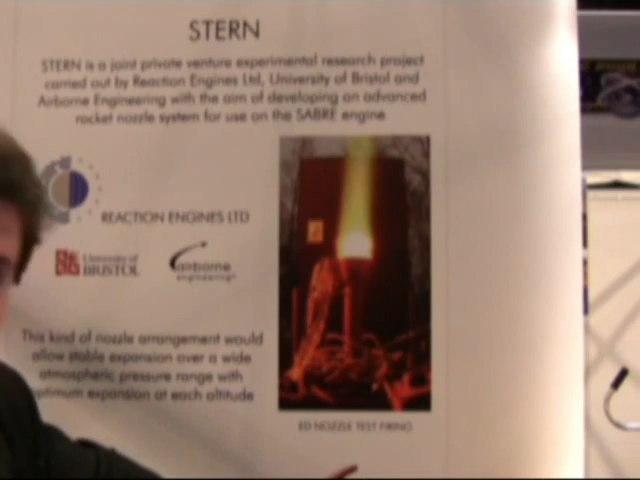 STERN
STERN is a joint private venture experimental research project
carried out by Reaction Engines Ltd, University of Bristol and
Airborne Engineering with the aim of developing an advanced
rocket nozzle system for use on the SABRE engine
REACTION ENGINES LTD
University of
BRISTOL
airborne
engineering
This kind of nozzle arrangement would
allow stable expansion over a wide
atmospheric pressure range with
optimum expansion at each altitude
ED NOZZLE TEST FIRING